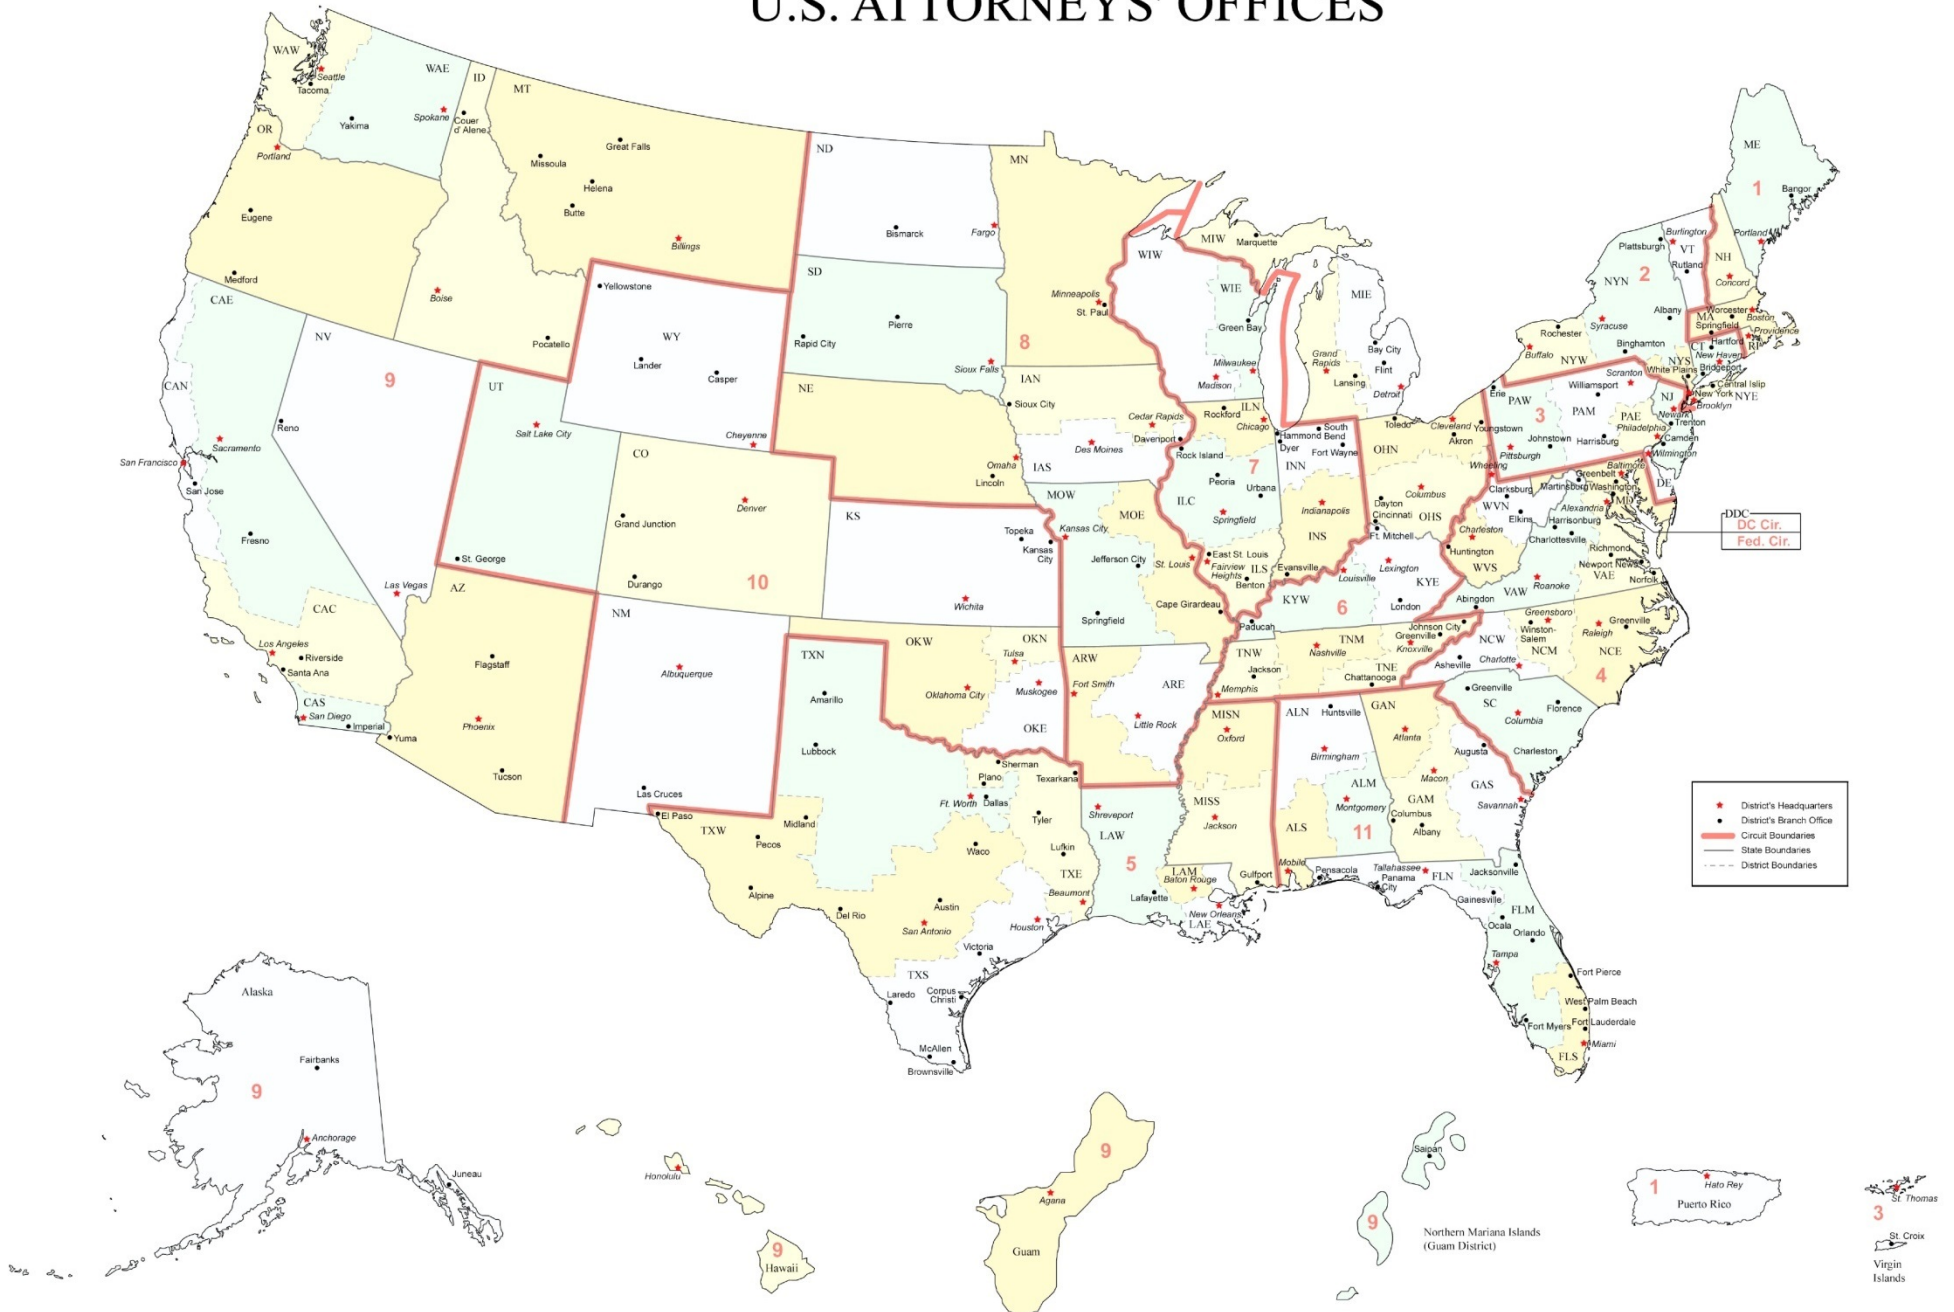 U.S. ATTORNEYS' OFFICES
WAW
Seattle
Tacoma
WAE
Spokane
Yakima
ID
Couer
d' Alene
MT
Great Falls
Missoula
Helena
Butte
Billings
OR
Portland
Eugene
Medford
Boise
Pocatello
ND
Bismarck
Fargo
MN
Minneapolis
St. Paul
8
SD
Pierre
Rapid City
Sioux Falls
Yellowstone
WY
Lander
Casper
Cheyenne
CAE
NV
9
CAN
Reno
Sacramento
San Francisco
San Jose
Fresno
Las Vegas
CAC
Los Angeles
Riverside
Santa Ana
CAS
San Diego
Imperial
UT
Salt Lake City
St. George
CO
Denver
Grand Junction
Durango
10
NE
Omaha
Lincoln
IAN
Sioux City
Cedar Rapids
Des Moines
Davenport
IAS
KS
Topeka
Kansas
City
Wichita
MOW
Kansas City
MOE
Jefferson City
St. Louis
Cape Girardeau
Springfield
AZ
Flagstaff
Phoenix
Yuma
Tucson
NM
Albuquerque
Las Cruces
OKW
OKN
Tulsa
Oklahoma City
Muskogee
OKE
TXN
Amarillo
Lubbock
Sherman
Plano
Texarkana
Ft. Worth
Dallas
El Paso
TXW
Midland
Pecos
Tyler
Waco
Lufkin
TXE
Beaumont
Alpine
Del Rio
Austin
San Antonio
Houston
Victoria
TXS
Laredo
Corpus
Christi
McAllen
Brownsville
ARW
Fort Smith
ARE
Little Rock
Shreveport
LAW
5
Lafayette
LAM
Baton Rouge
New Orleans
LAE
MISN
Oxford
MISS
Jackson
Gulfport
WIW
WIE
Green Bay
Milwaukee
Madison
MIW
Marquette
MIE
Bay City
Flint
Grand
Rapids
Lansing
Detroit
Rockford
ILN
Chicago
Rock Island
7
Peoria
Urbana
ILC
Springfield
East St. Louis
Fairview
Heights
ILS
Benton
Hammond
Dyer
South
Bend
Fort Wayne
INN
Indianapolis
INS
Evansville
Toledo
Cleveland
Akron
Youngstown
OHN
Columbus
Dayton
Cincinnati
OHS
Ft. Mitchell
Louisville
Lexington
KYW
6
KYE
London
Paducah
TNW
Jackson
Memphis
TNM
Nashville
Johnson City
Greenville
Knoxville
TNE
Chattanooga
ALN
Huntsville
Birmingham
ALM
Montgomery
ALS
11
Mobile
GAN
Atlanta
Macon
GAM
Columbus
Albany
Augusta
GAS
Savannah
Pensacola
Tallahassee
Panama
City
FLN
Jacksonville
Gainesville
FLM
Ocala
Orlando
Tampa
Fort Pierce
West Palm Beach
Fort Myers
Fort Lauderdale
Miami
FLS
SC
Greenville
Florence
Columbia
Charleston
NCW
Asheville
Charlotte
Greensboro
Winston-
Salem
NCM
Raleigh
Greenville
NCE
4
Wheeling
Clarksburg
WVN
Elkins
Martinsburg
Charleston
Huntington
WVS
Harrisonburg
Charlottesville
Roanoke
Abingdon
VAW
Alexandria
Richmond
Newport News
VAE
Norfolk
Baltimore
Greenbelt
Washington
MD
DE
Wilmington
DDC
DC Cir.
Fed. Cir.
Erie
PAW
3
Johnstown
Pittsburgh
Williamsport
Scranton
PAM
Harrisburg
PAE
Philadelphia
NJ
Newark
Trenton
Camden
Plattsburgh
2
NYN
Albany
Syracuse
Binghamton
Rochester
Buffalo
NYW
NYS
White Plains
Central Islip
New York
NYE
Brooklyn
Burlington
VT
Rutland
NH
Concord
ME
1
Bangor
Portland
MA
Worcester
Boston
Springfield
Providence
RI
CT
Hartford
New Haven
Bridgeport
District's Headquarters
District's Branch Office
Circuit Boundaries
State Boundaries
District Boundaries
Alaska
Fairbanks
9
Anchorage
Juneau
Honolulu
9
Hawaii
9
Agana
Guam
Saipan
9
Northern Mariana Islands
(Guam District)
1
Hato Rey
Puerto Rico
St. Thomas
3
St. Croix
Virgin
Islands